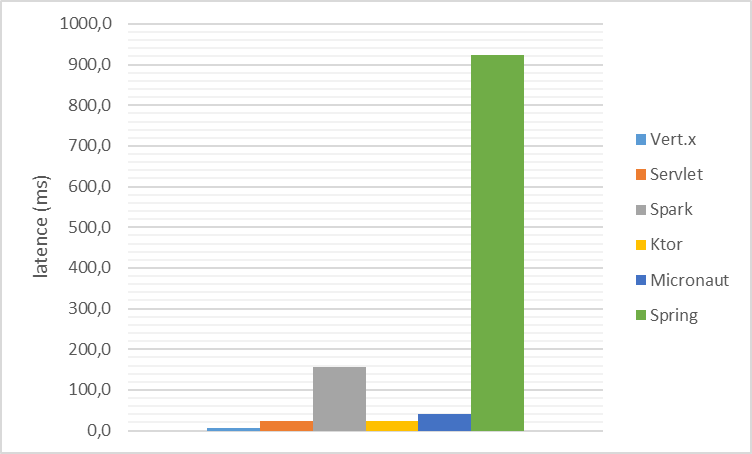 1000,0
900,0
800,0
700,0
600,0
500,0
400,0
300,0
200,0
100,0
0,0
latence (ms)
Vert.x
Servlet
Spark
Ktor
Micronaut
Spring